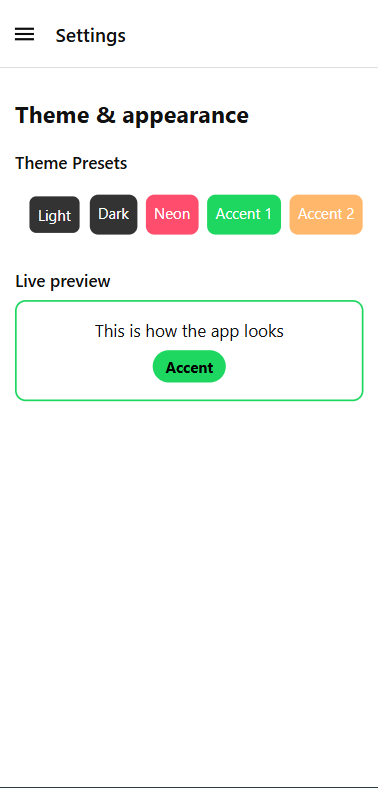 Settings
Theme & appearance
Theme Presets
Light Dark Neon Accent 1 Accent 2
Live preview
This is how the app looks
Accent